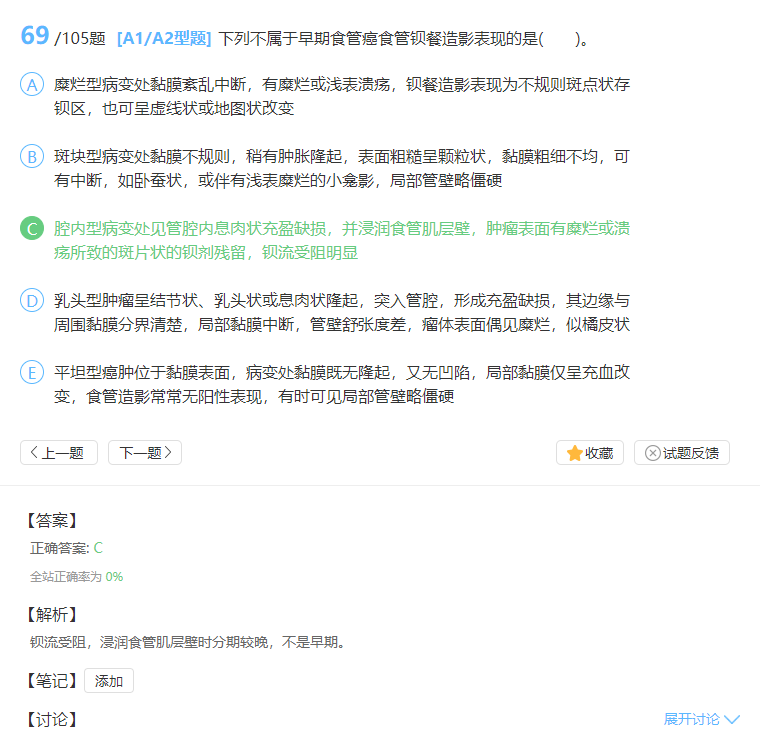 69 /105题 [A1/A2型题] 下列不属于早期食管癌食管钡餐造影表现的是( )。
A 糜烂型病变处黏膜紊乱中断，有糜烂或浅表溃疡，钡餐造影表现为不规则斑点状存
钡区，也可呈虚线状或地图状改变
B 斑块型病变处黏膜不规则，稍有肿胀隆起，表面粗糙呈颗粒状，黏膜粗细不均，可
有中断，如卧蚕状，或伴有浅表糜烂的小龛影，局部管壁略僵硬
C 腔内型病变处见管腔内息肉状充盈缺损，并浸润食管肌层壁，肿瘤表面有糜烂或溃
疡所致的斑片状的钡剂残留，钡流受阻明显
D 乳头型肿瘤呈结节状、乳头状或息肉状隆起，突入管腔，形成充盈缺损，其边缘与
周围黏膜分界清楚，局部黏膜中断，管壁舒张度差，瘤体表面偶见糜烂，似橘皮状
E 平坦型癌肿位于黏膜表面，病变处黏膜既无隆起，又无凹陷，局部黏膜仅呈充血改
变，食管造影常常无阳性表现，有时可见局部管壁略僵硬
上一题 下一题 收藏 试题反馈
【答案】
正确答案: C
全站正确率为 0%
【解析】
钡流受阻，浸润食管肌层壁时分期较晚，不是早期。
【笔记】 添加
【讨论】 展开讨论